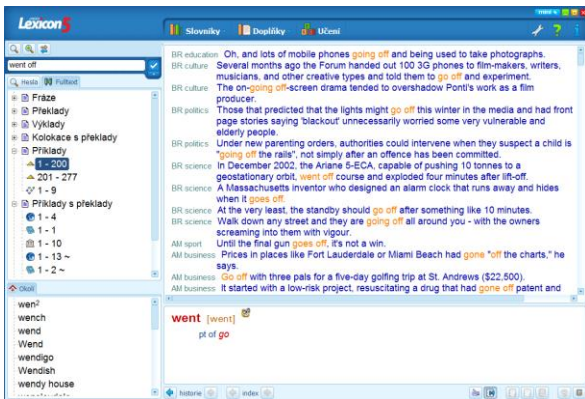 Lexicon 5
Slovníky
Doplňky
Učení
went off
Hesla
Fulltext
Fráze
Překlady
Výklady
Kolokace s překlady
Příklady
1 - 200
201 - 277
1 - 9
Příklady s překlady
1 - 4
1 - 1
1 - 10
1 - 13 ~
1 - 2 ~
Okolí
wen²
wench
wend
Wend
wendigo
Wendish
wendy house
BR education Oh, and lots of mobile phones going off and being used to take photographs.
BR culture Several months ago the Forum handed out 100 3G phones to film-makers, writers,
musicians, and other creative types and told them to go off and experiment.
BR culture The on-going off-screen drama tended to overshadow Ponti's work as a film
producer.
BR politics Those that predicted that the lights might go off this winter in the media and had front
page stories saying 'blackout' unnecessarily worried some very vulnerable and
elderly people.
BR politics Under new parenting orders, authorities could intervene when they suspect a child is
"going off the rails", not simply after an offence has been committed.
BR science In December 2002, the Ariane 5-ECA, capable of pushing 10 tonnes to a
geostationary orbit, went off course and exploded four minutes after lift-off.
BR science A Massachusetts inventor who designed an alarm clock that runs away and hides
when it goes off.
BR science At the very least, the standby should go off after something like 10 minutes.
BR science Walk down any street and they are going off all around you - with the owners
screaming into them with vigour.
AM sport Until the final gun goes off, it's not a win.
AM business Prices in places like Fort Lauderdale or Miami Beach had gone "off the charts," he
says.
AM business Go off with three pals for a five-day golfing trip at St. Andrews ($22,500).
AM business It started with a low-risk project, resuscitating a drug that had gone off patent and
went [went]
pt of go
historie
index